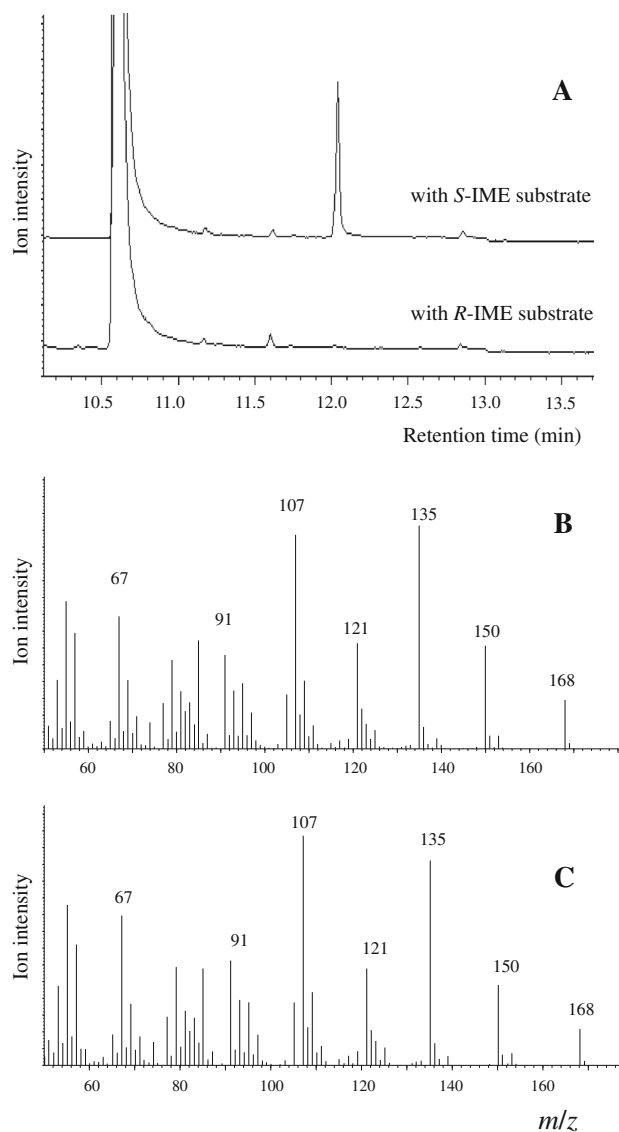 A
Ion intensity
with S-IME substrate
with R-IME substrate
10.5 11.0 11.5 12.0 12.5 13.0 13.5
Retention time (min)
B
Ion intensity
67
91
107
121
135
150
168
60 80 100 120 140 160
C
Ion intensity
67
91
107
121
135
150
168
60 80 100 120 140 160
m/z